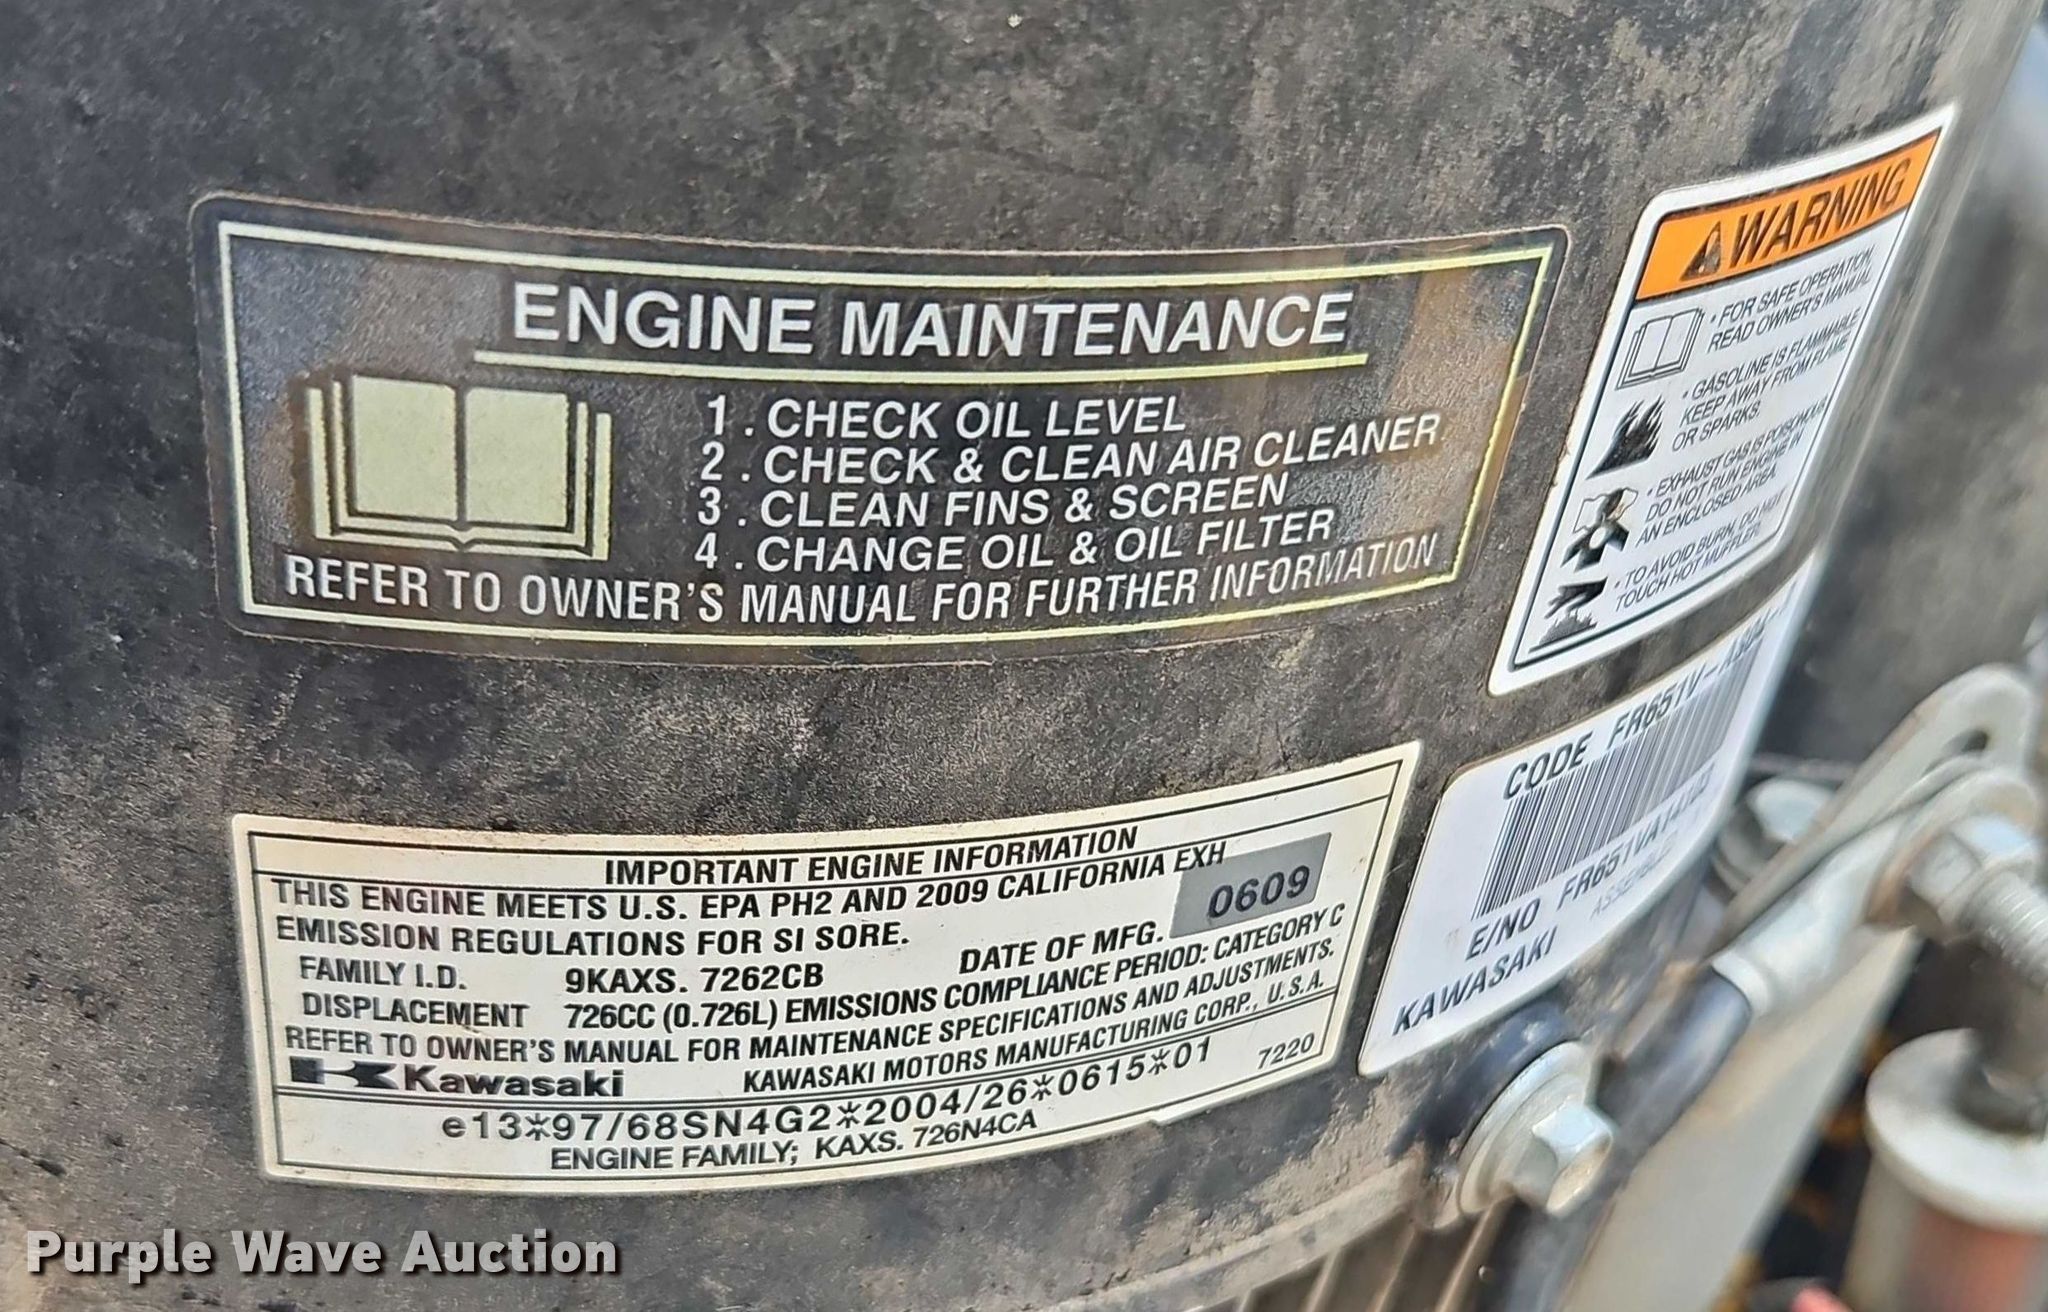 ENGINE MAINTENANCE
1. CHECK OIL LEVEL
2. CHECK & CLEAN AIR CLEANER
3. CLEAN FINS & SCREEN
4. CHANGE OIL & OIL FILTER
REFER TO OWNER'S MANUAL FOR FURTHER INFORMATION
WARNING
• FOR SAFE OPERATION,
READ OWNER'S MANUAL
• GASOLINE IS FLAMMABLE
KEEP AWAY FROM FLAME
OR SPARKS.
• EXHAUST GAS IS POISONOUS
DO NOT RUN ENGINE IN
AN ENCLOSED AREA
• TO AVOID BURN, DO NOT
TOUCH HOT MUFFLER
IMPORTANT ENGINE INFORMATION
THIS ENGINE MEETS U.S. EPA PH2 AND 2009 CALIFORNIA EXH
EMISSION REGULATIONS FOR SI SORE.
DATE OF MFG. 0609
FAMILY I.D. 9KAXS. 7262CB
DISPLACEMENT 726CC (0.726L) EMISSIONS COMPLIANCE PERIOD: CATEGORY C
REFER TO OWNER'S MANUAL FOR MAINTENANCE SPECIFICATIONS AND ADJUSTMENTS.
Kawasaki KAWASAKI MOTORS MANUFACTURING CORP., U.S.A.
e13*97/68SN4G2*2004/26*0615*01 7220
ENGINE FAMILY; KAXS. 726N4CA
CODE
E/NO
KAWASAKI
Purple Wave Auction